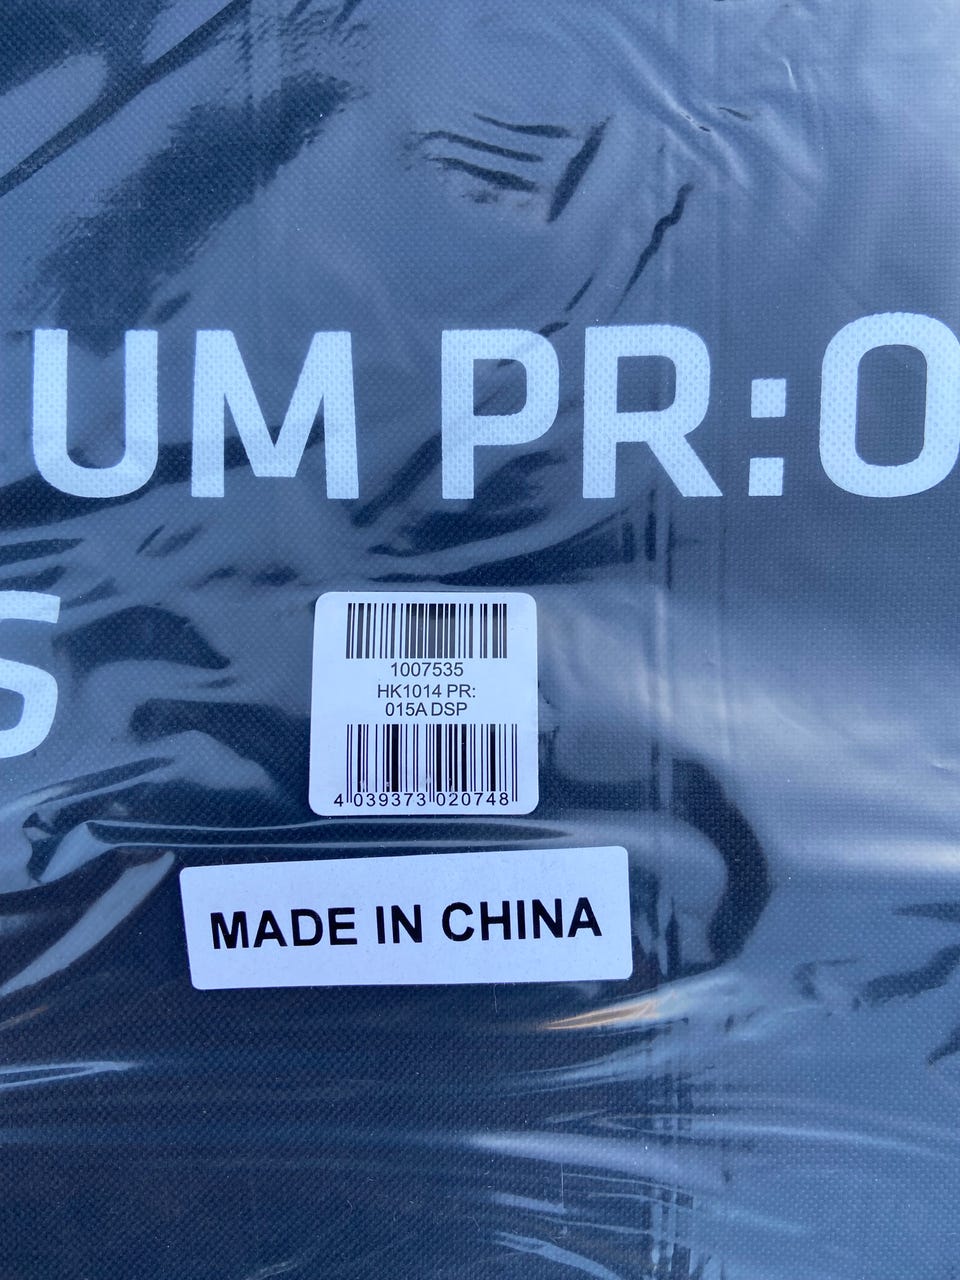 UM PR:O
S
1007535
HK1014 PR:
015A DSP
4 039373 020748
MADE IN CHINA